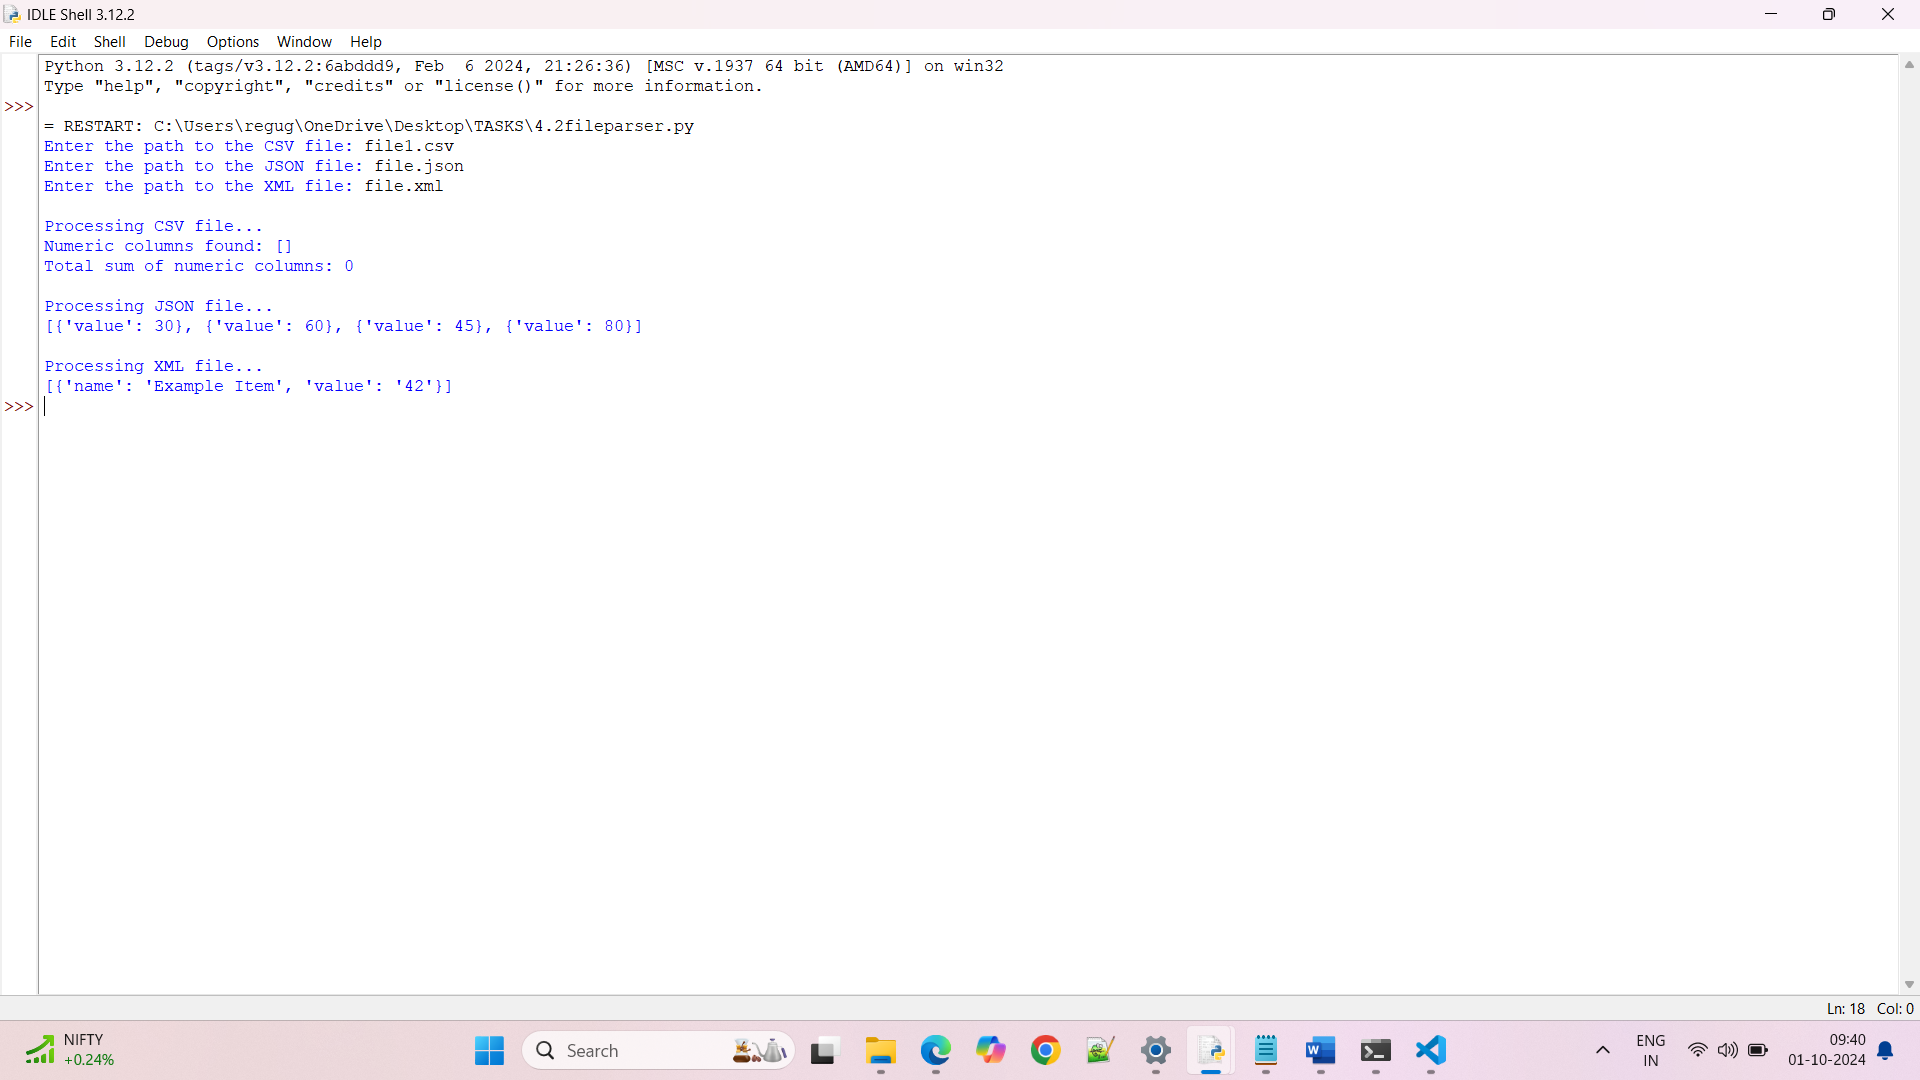 IDLE Shell 3.12.2
File Edit Shell Debug Options Window Help
Python 3.12.2 (tags/v3.12.2:6abddd9, Feb  6 2024, 21:26:36) [MSC v.1937 64 bit (AMD64)] on win32
Type "help", "copyright", "credits" or "license()" for more information.
>>>
= RESTART: C:\Users\regug\OneDrive\Desktop\TASKS\4.2fileparser.py
Enter the path to the CSV file: file1.csv
Enter the path to the JSON file: file.json
Enter the path to the XML file: file.xml
Processing CSV file...
Numeric columns found: []
Total sum of numeric columns: 0
Processing JSON file...
[{'value': 30}, {'value': 60}, {'value': 45}, {'value': 80}]
Processing XML file...
[{'name': 'Example Item', 'value': '42'}]
>>>
Ln: 18 Col: 0
NIFTY
+0.24%
Search
ENG
IN
09:40
01-10-2024